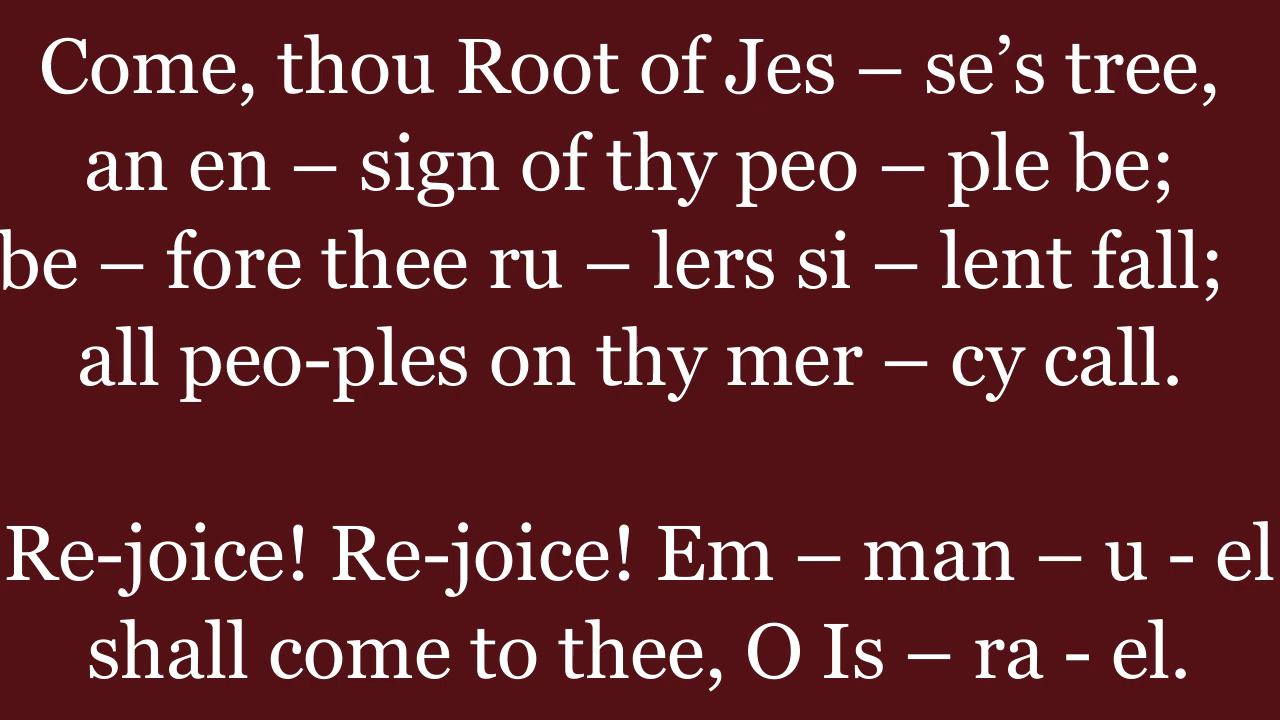 Come, thou Root of Jes – se’s tree,
an en – sign of thy peo – ple be;
be – fore thee ru – lers si – lent fall;
all peo-ples on thy mer – cy call.
Re-joice! Re-joice! Em – man – u - el
shall come to thee, O Is – ra - el.